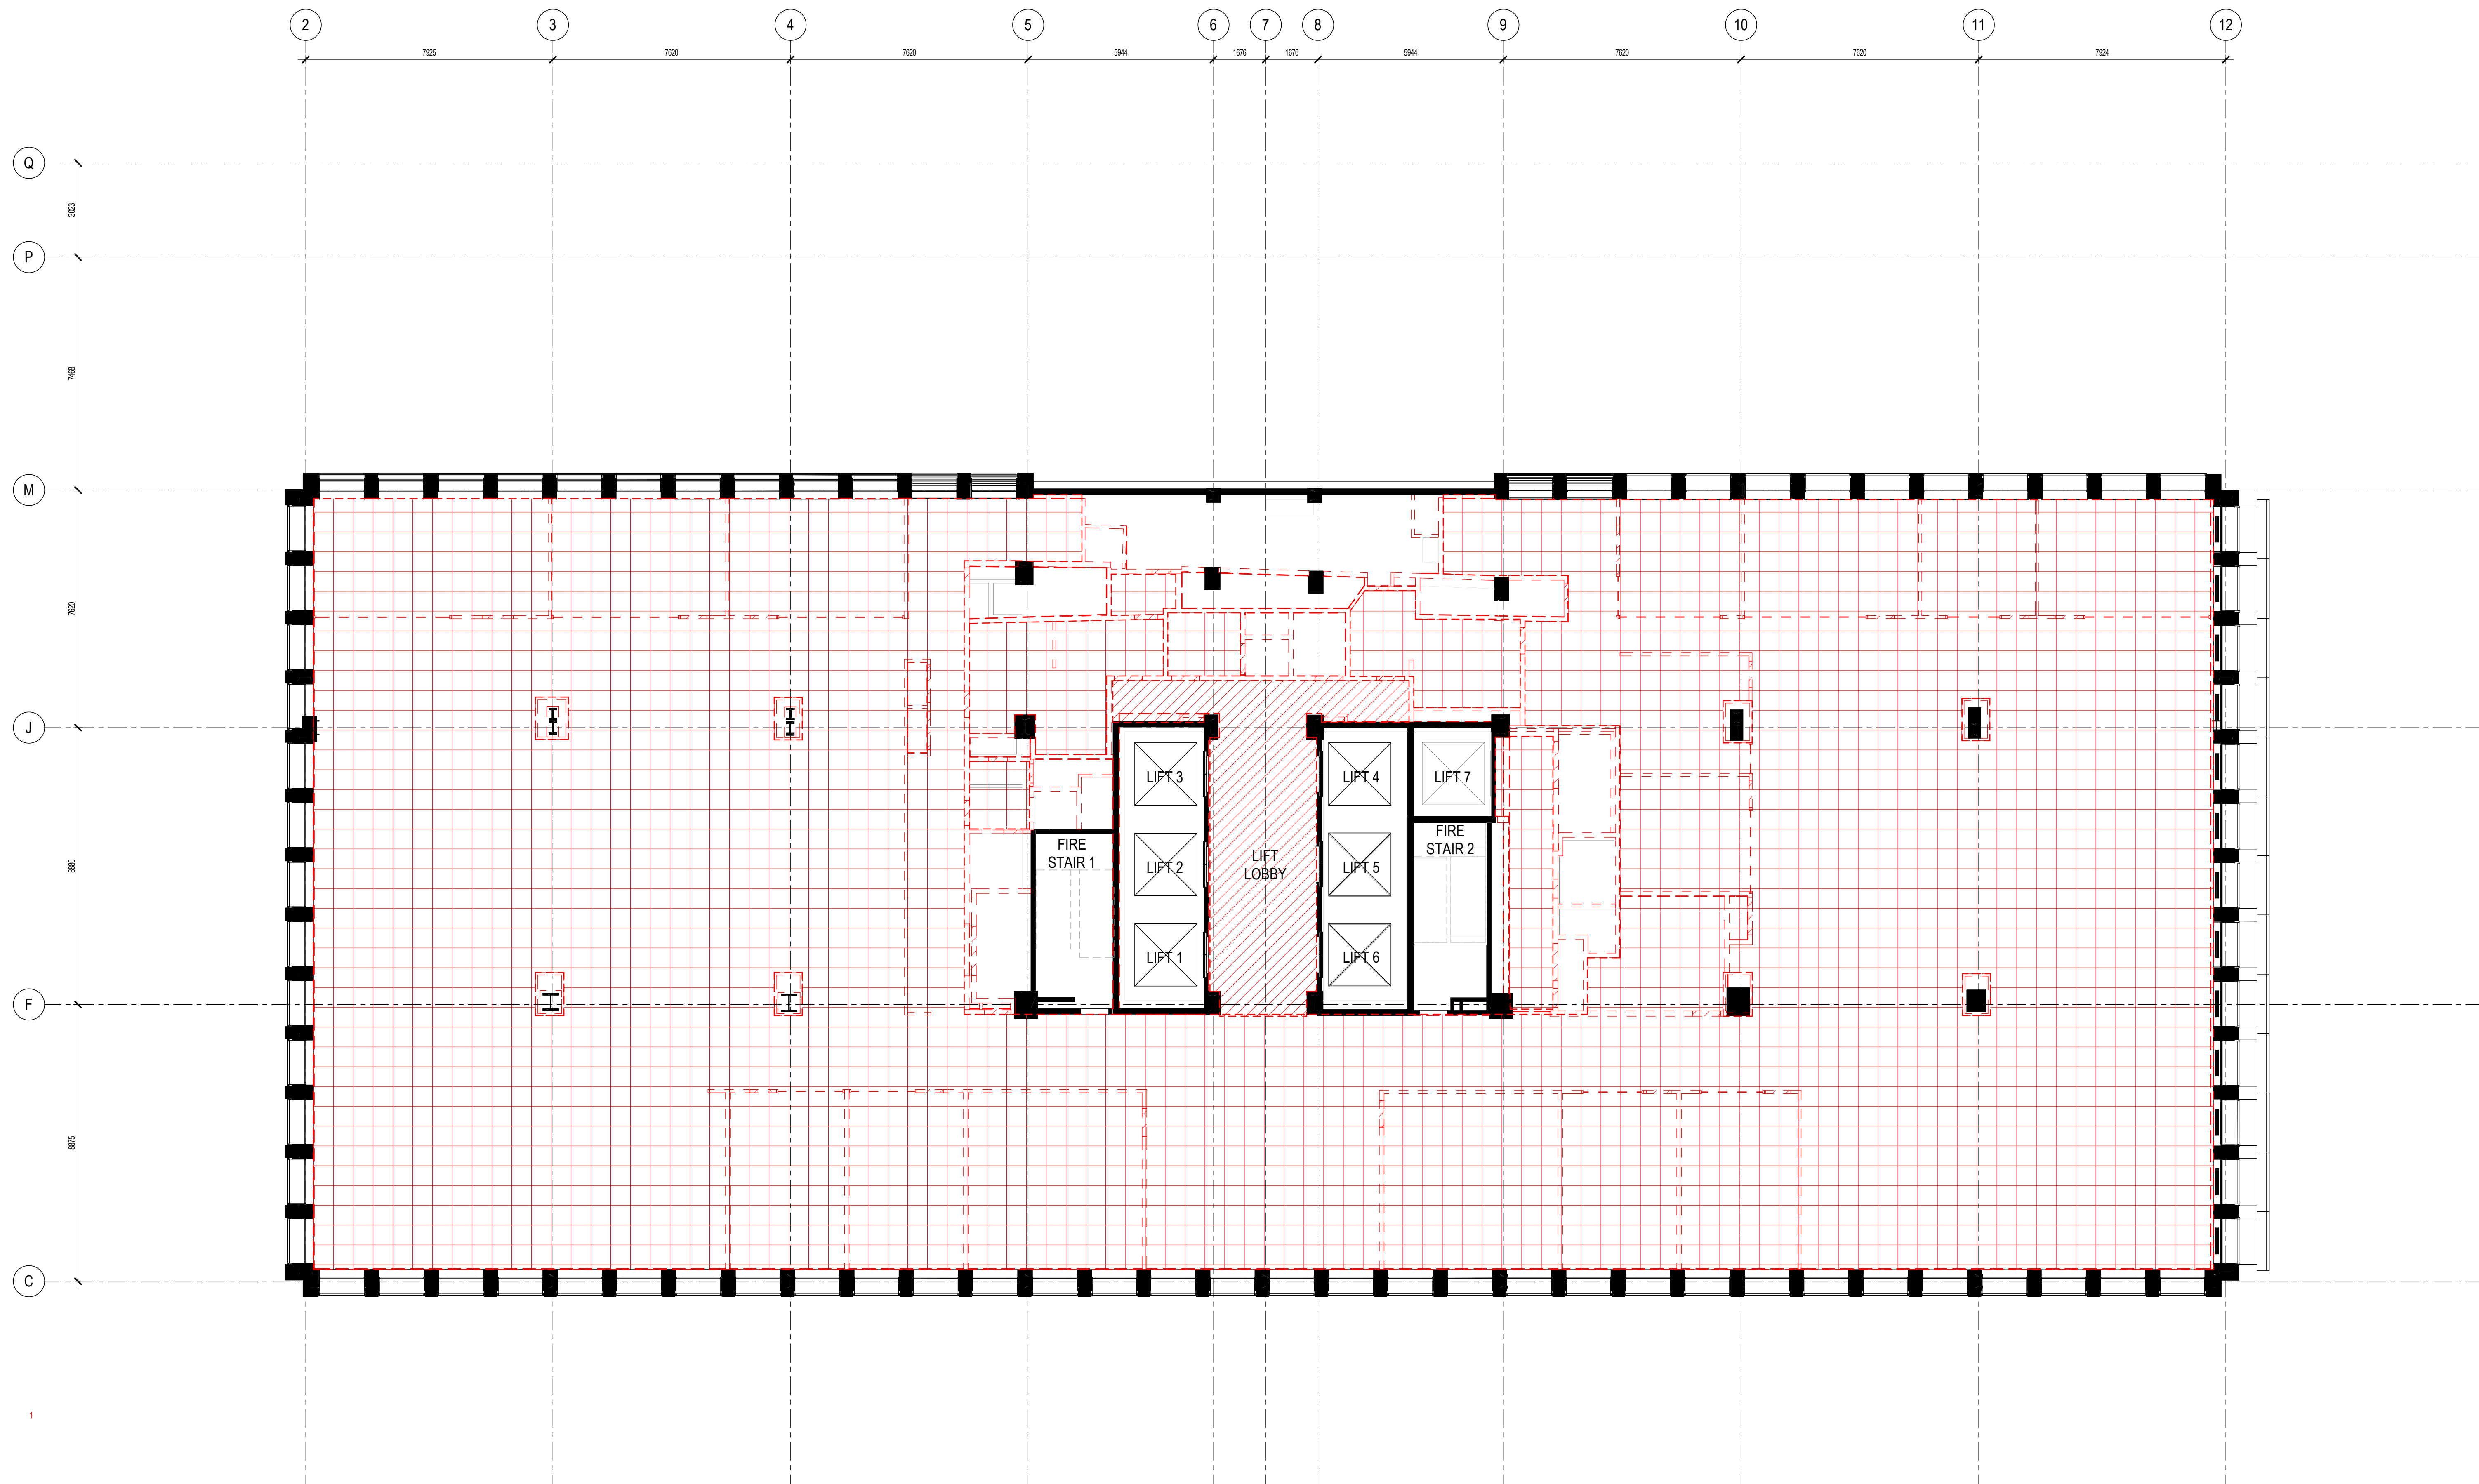 2 3 4 5 6 7 8 9 10 11 12
7925 7620 7620 5944 1676 1676 5944 7620 7620 7924
Q
3023
P
7468
M
7620
J
LIFT 3 LIFT 4 LIFT 7
8880
FIRE
STAIR 1
FIRE
STAIR 2
LIFT 2
LIFT
LOBBY
LIFT 5
LIFT 1 LIFT 6
F
8875
C
1